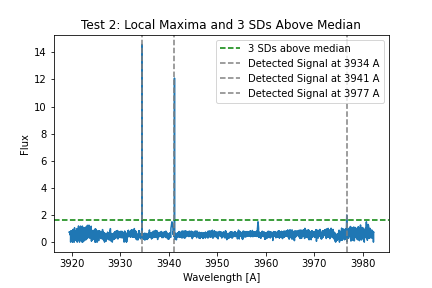 Test 2: Local Maxima and 3 SDs Above Median
3 SDs above median
Detected Signal at 3934 A
Detected Signal at 3941 A
Detected Signal at 3977 A
14
12
10
8
6
4
2
0
Flux
3920 3930 3940 3950 3960 3970 3980
Wavelength [A]